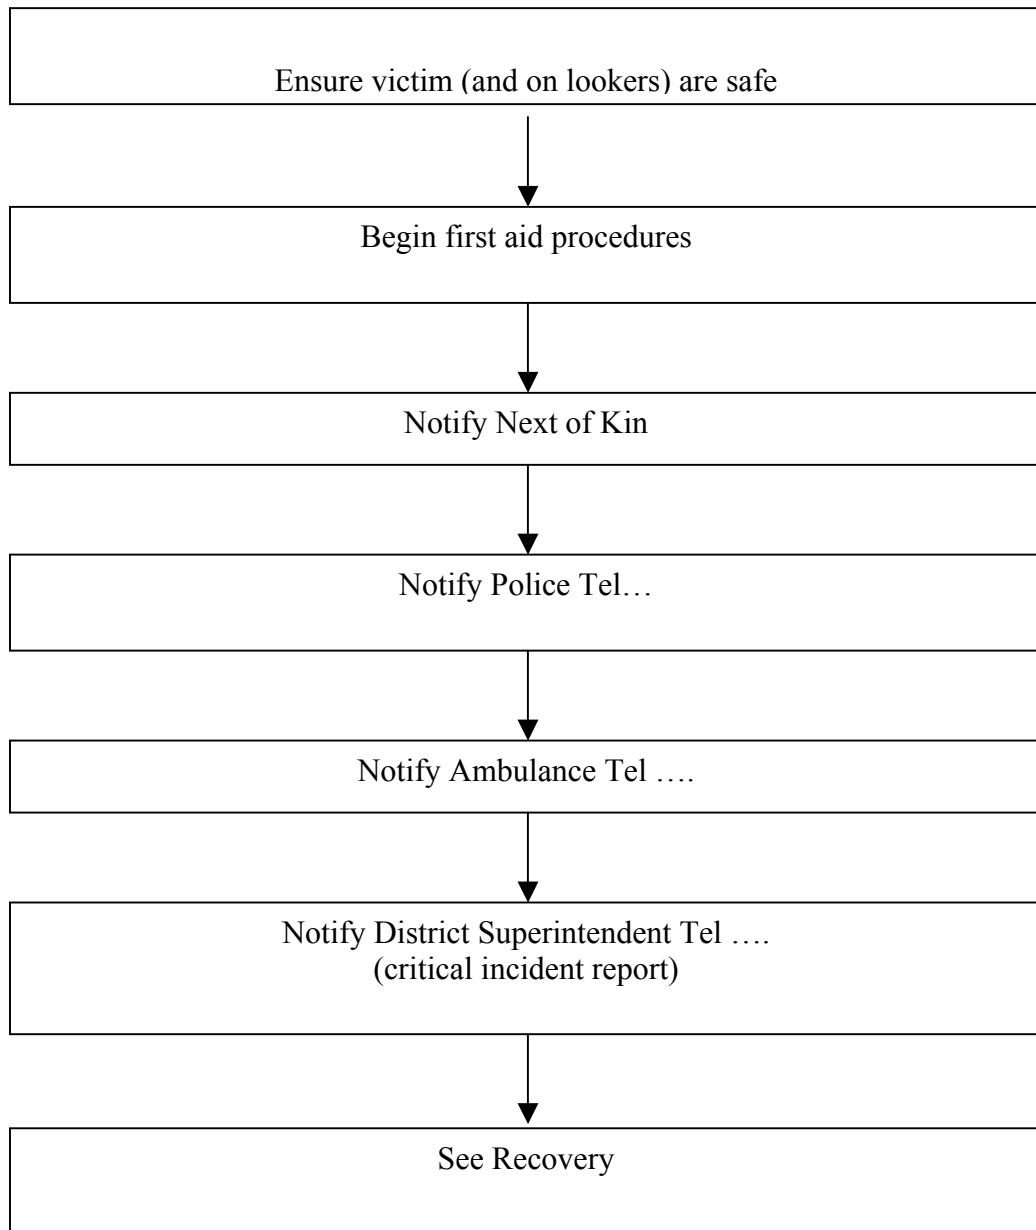 Ensure victim (and on lookers) are safe
Begin first aid procedures
Notify Next of Kin
Notify Police Tel…
Notify Ambulance Tel ….
Notify District Superintendent Tel ….
(critical incident report)
See Recovery